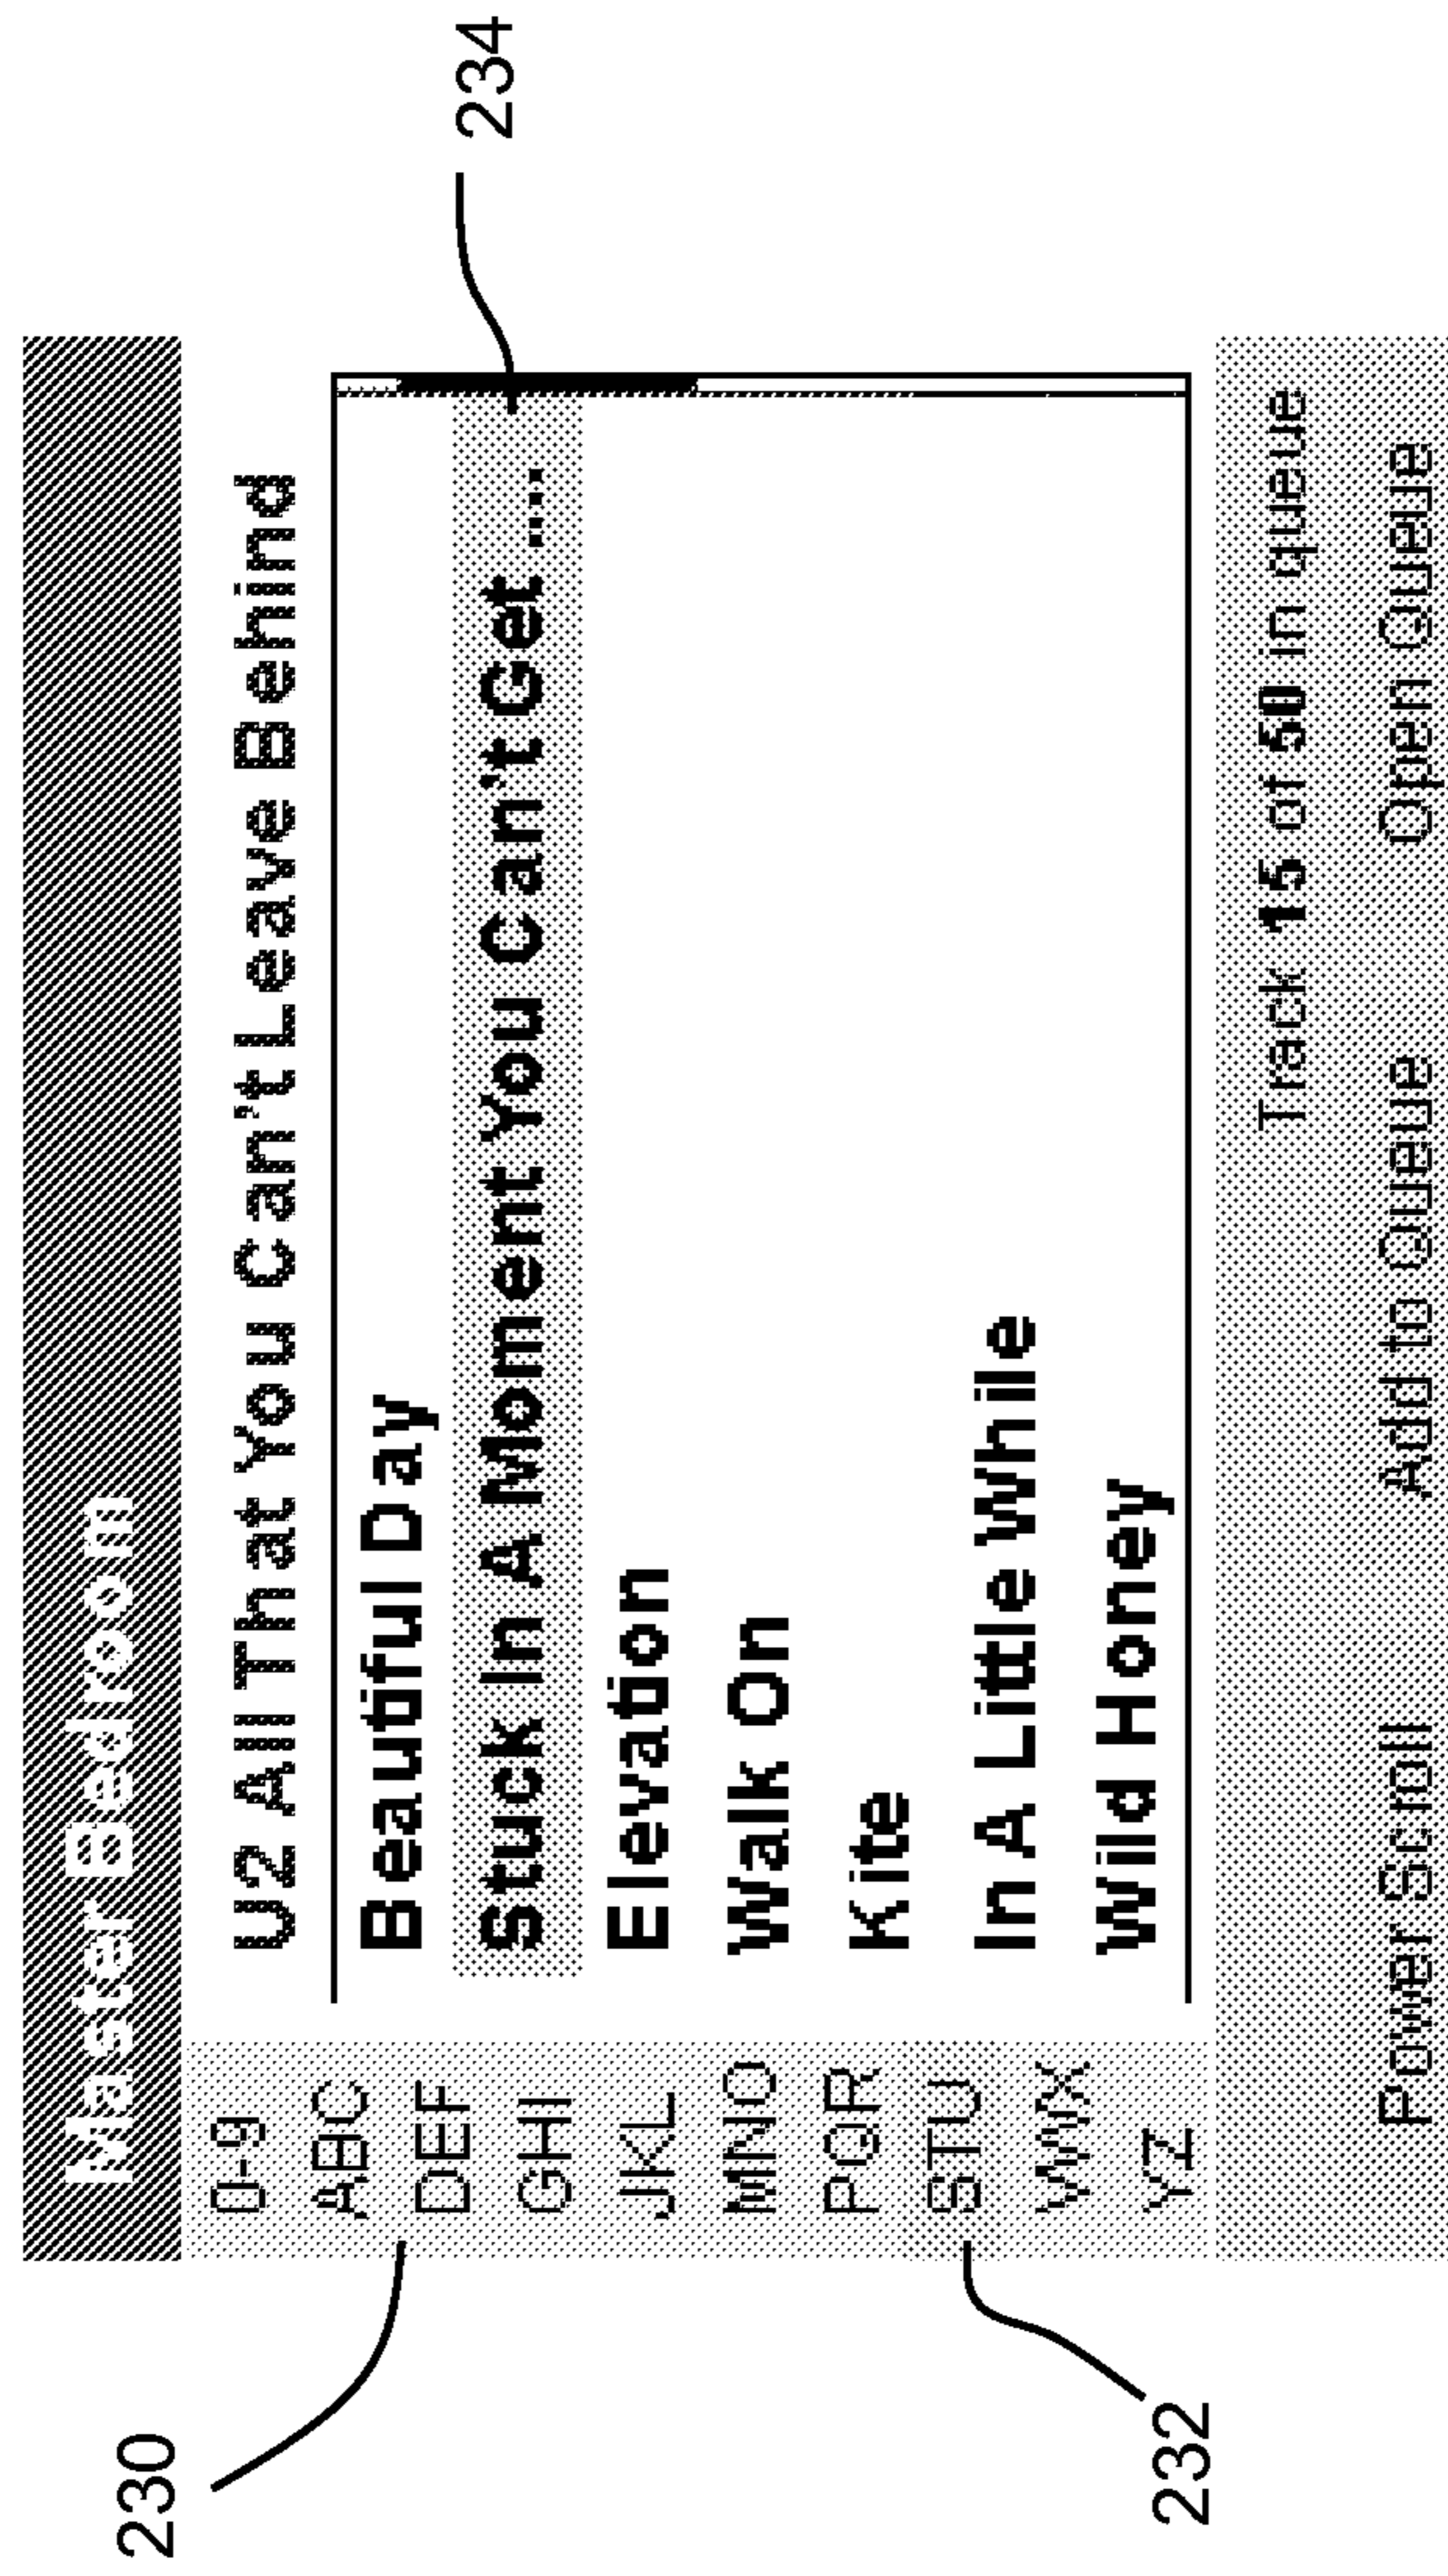 Master Bedroom
U2 All That You Can't Leave Behind
0-9
ABC
DEF
GHI
JKL
MNO
PQR
STU
VWX
YZ
Beautiful Day
Stuck In A Moment You Can't Get ....
Elevation
Walk On
Kite
In A Little While
Wild Honey
Track 15 of 50 in queue
Power Scroll Add to Queue Open Queue
230
232
234